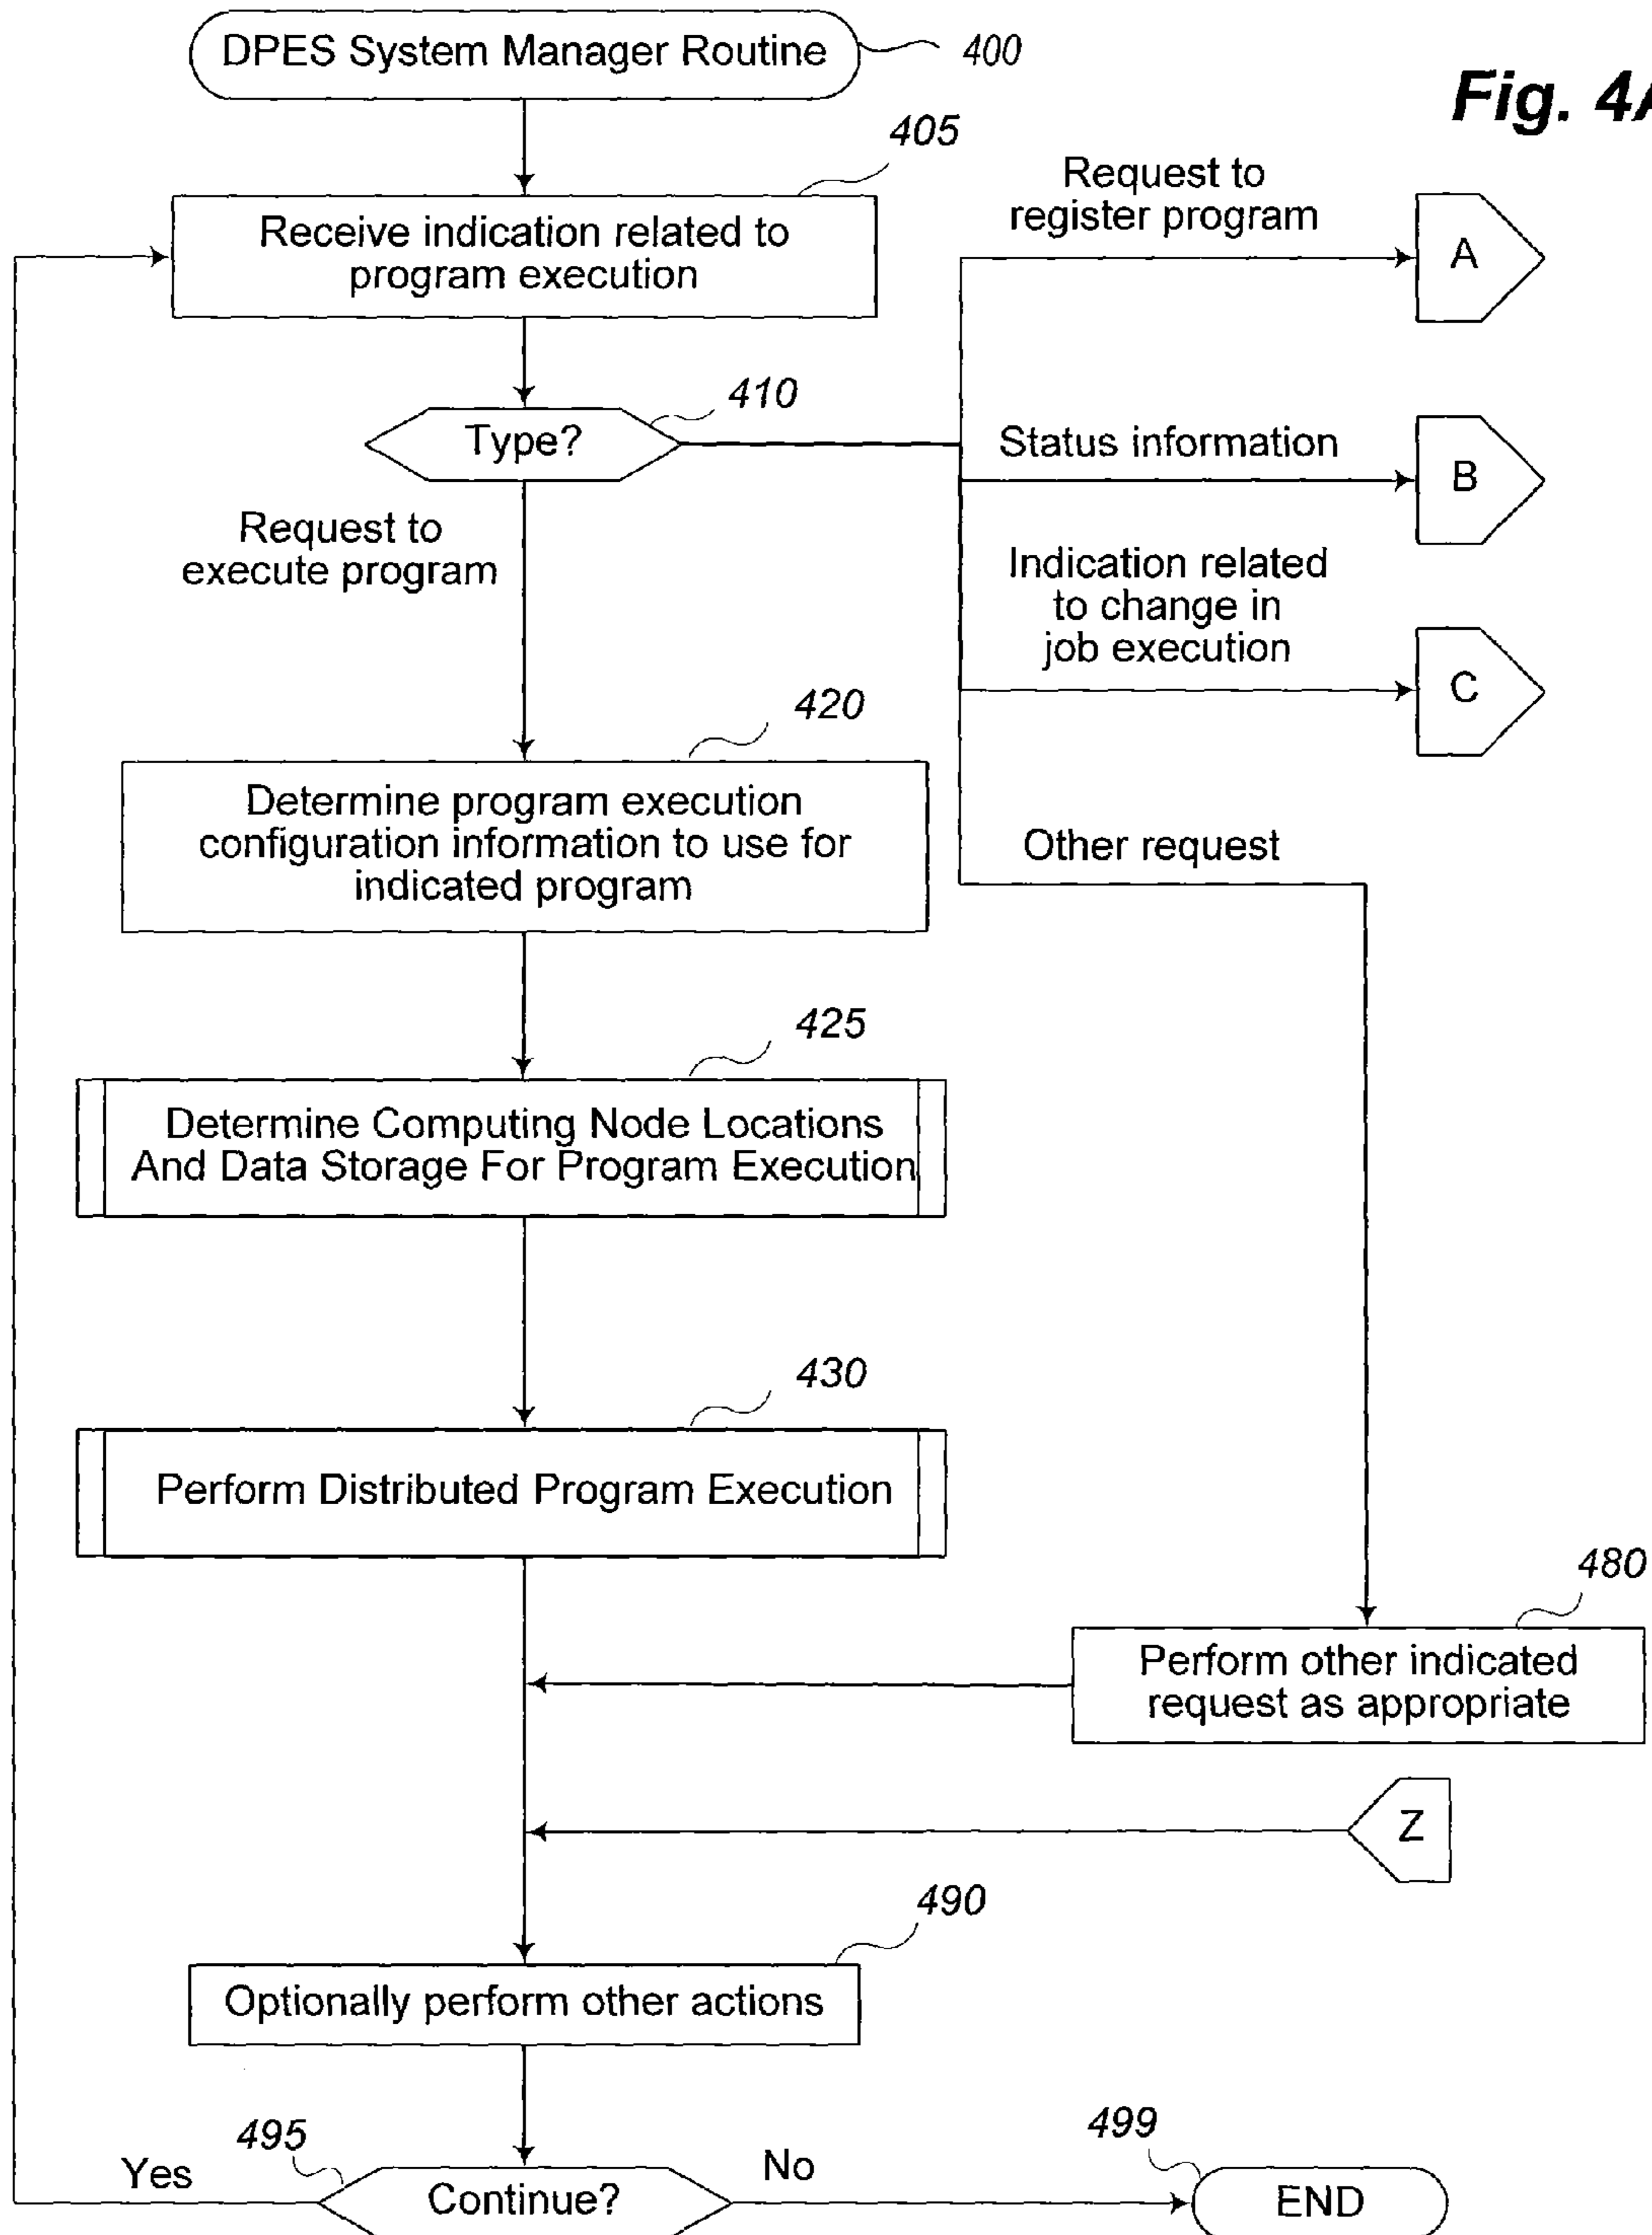 DPES System Manager Routine
400
Fig. 4A
405
Receive indication related to
program execution
Request to
register program
A
410
Type?
Status information
B
Request to
execute program
Indication related
to change in
job execution
C
420
Determine program execution
configuration information to use for
indicated program
Other request
425
Determine Computing Node Locations
And Data Storage For Program Execution
430
Perform Distributed Program Execution
480
Perform other indicated
request as appropriate
Z
490
Optionally perform other actions
495
Yes
Continue?
No
499
END